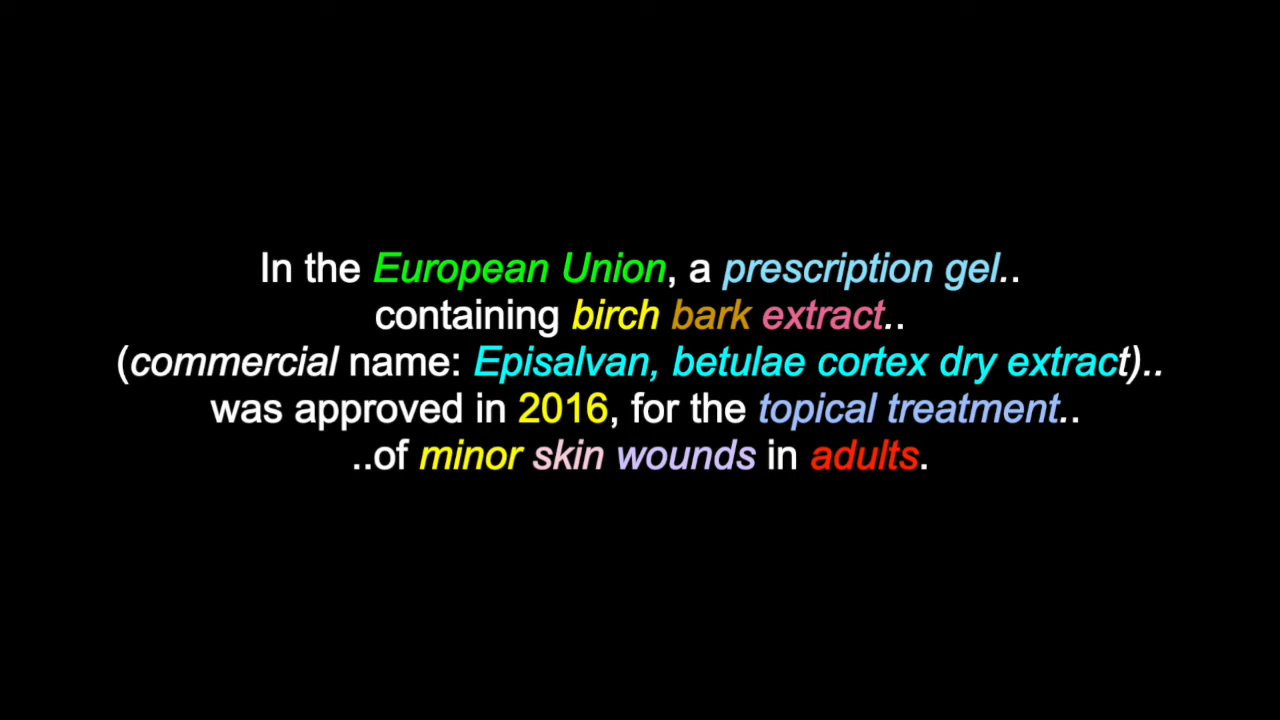 In the European Union, a prescription gel..
containing birch bark extract..
(commercial name: Episalvan, betulae cortex dry extract)..
was approved in 2016, for the topical treatment..
..of minor skin wounds in adults.